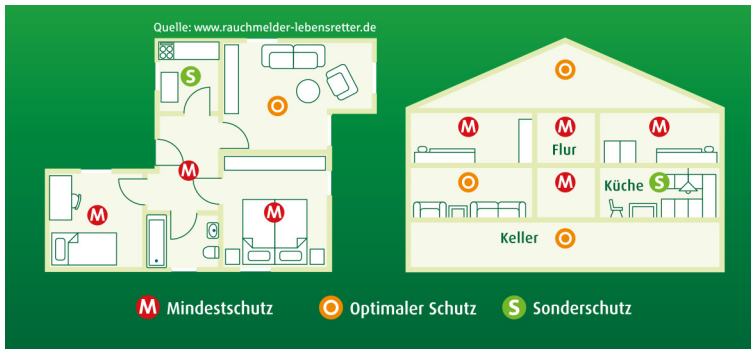 Quelle: www.rauchmelder-lebensretter.de
S
O
M
M
M
O
M
M
M
Flur
O
M
Küche S
Keller O
M Mindestschutz O Optimaler Schutz S Sonderschutz